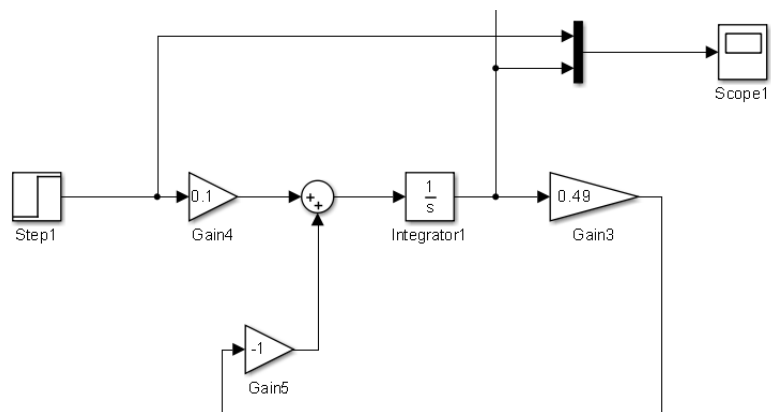 Scope1
Step1
0.1
Gain4
+
+
1
s
Integrator1
0.49
Gain3
-1
Gain5